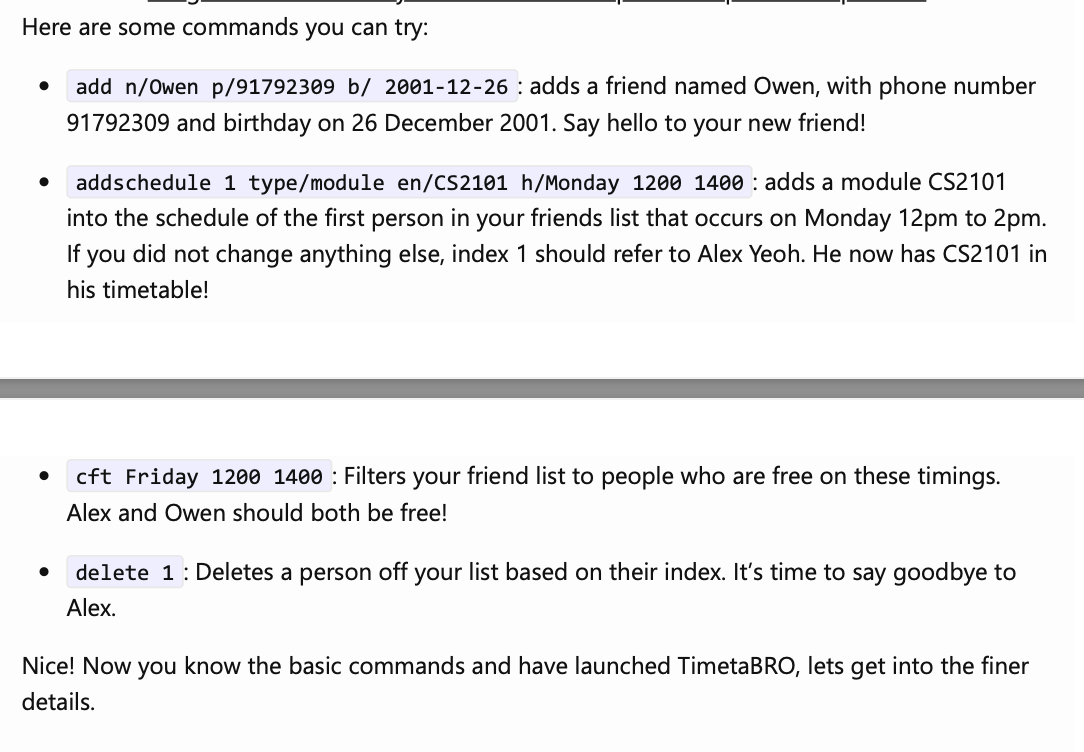 Here are some commands you can try:
• add n/Owen p/91792309 b/ 2001-12-26 : adds a friend named Owen, with phone number
91792309 and birthday on 26 December 2001. Say hello to your new friend!
• addschedule 1 type/module en/CS2101 h/Monday 1200 1400 : adds a module CS2101
into the schedule of the first person in your friends list that occurs on Monday 12pm to 2pm.
If you did not change anything else, index 1 should refer to Alex Yeoh. He now has CS2101 in
his timetable!
• cft Friday 1200 1400 : Filters your friend list to people who are free on these timings.
Alex and Owen should both be free!
• delete 1 : Deletes a person off your list based on their index. It’s time to say goodbye to
Alex.
Nice! Now you know the basic commands and have launched TimetaBRO, lets get into the finer
details.